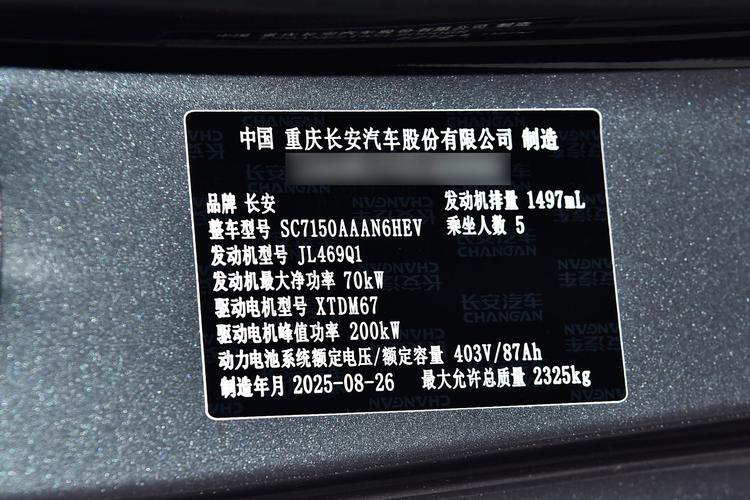 中国 重庆长安汽车股份有限公司 制造
品牌 长安 发动机排量 1497mL
整车型号 SC7150AAAN6HEV 乘坐人数 5
发动机型号 JL469Q1
发动机最大净功率 70kW
驱动电机型号 XTDM67
驱动电机峰值功率 200kW
动力电池系统额定电压/额定容量 403V/87Ah
制造年月 2025-08-26 最大允许总质量 2325kg
长安汽车
CHANGAN